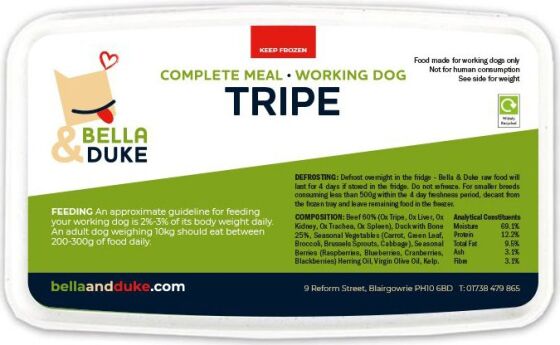 KEEP FROZEN
Food made for working dogs only
Not for human consumption
See side for weight
COMPLETE MEAL • WORKING DOG
TRIPE
Widely
Recycled
BELLA
& DUKE
DEFROSTING: Defrost overnight in the fridge - Bella & Duke raw food will
last for 4 days if stored in the fridge. Do not refreeze. For smaller breeds
consuming less than 500g within the 4 day freshness period, decant from
the frozen tray and leave remaining food in the freezer.
FEEDING An approximate guideline for feeding
your working dog is 2%-3% of its body weight daily.
An adult dog weighing 10kg should eat between
200-300g of food daily.
COMPOSITION: Beef 60% (Ox Tripe, Ox Liver, Ox
Kidney, Ox Trachea, Ox Spleen), Duck with Bone
25%, Seasonal Vegetables (Carrot, Green Leaf,
Broccoli, Brussels Sprouts, Cabbage), Seasonal
Berries (Raspberries, Blueberries, Cranberries,
Blackberries) Herring Oil, Virgin Olive Oil, Kelp.
Analytical Constituents
Moisture 69.1%
Protein 12.2%
Total Fat 9.5%
Ash 3.1%
Fibre 3.1%
bellaandduke.com
9 Reform Street, Blairgowrie PH10 6BD T: 01738 479 865